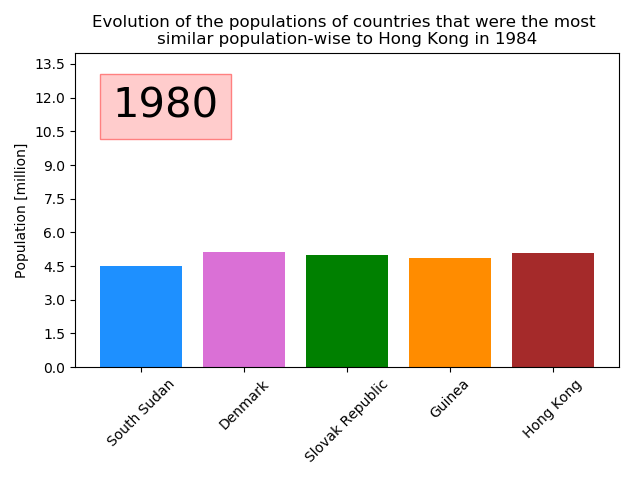 Evolution of the populations of countries that were the most
similar population-wise to Hong Kong in 1984
1980
Population [million]
13.5
12.0
10.5
9.0
7.5
6.0
4.5
3.0
1.5
0.0
South Sudan
Denmark
Slovak Republic
Guinea
Hong Kong